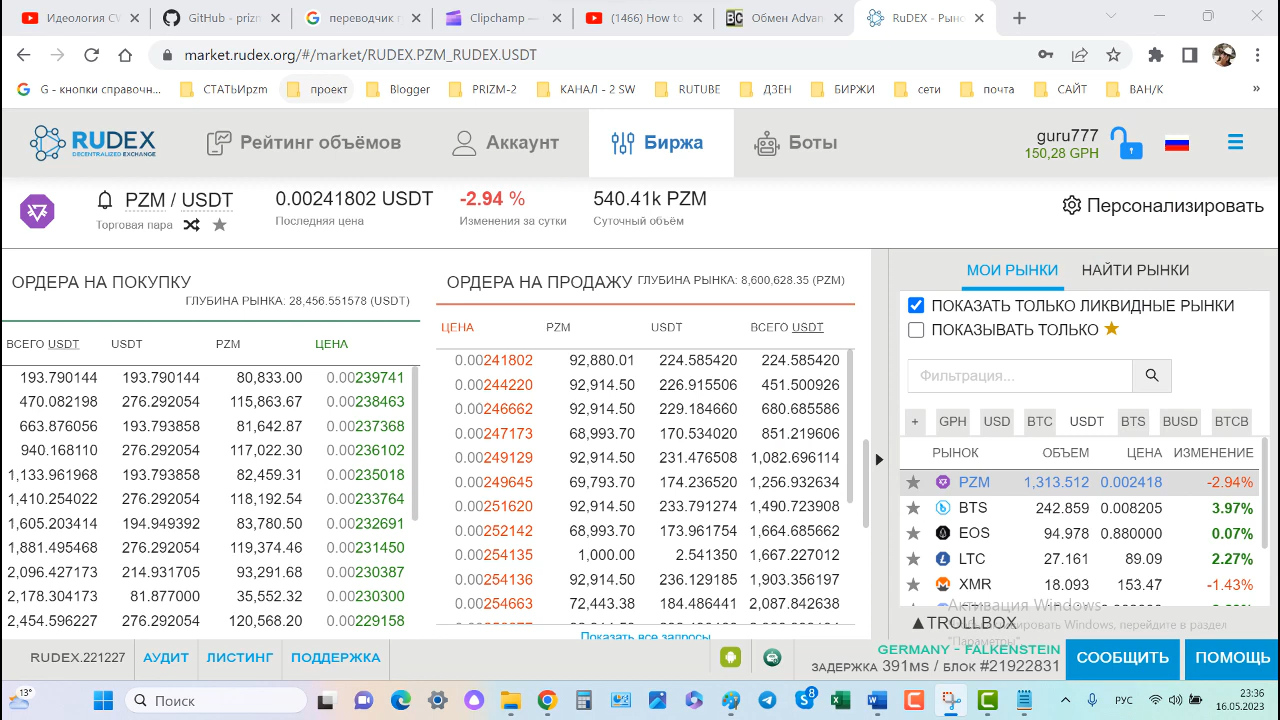 Идеология CV
GitHub - prizn
переводчик г
Clipchamp —
(1466) How to
Обмен Advan
RuDEX - Рын
market.rudex.org/#/market/RUDEX.PZM_RUDEX.USDT
G - кнопки справочн...
СТАТЬИpzm
проект
Blogger
PRIZM-2
КАНАЛ - 2 SW
RUTUBE
ДЗЕН
БИРЖИ
сети
почта
САЙТ
ВАН/К
»
RUDEX
DECENTRALIZED EXCHANGE
Рейтинг объёмов
Аккаунт
Биржа
Боты
guru777
150,28 GPH
PZM / USDT
Торговая пара
0.00241802 USDT
Последняя цена
-2.94 %
Изменения за сутки
540.41k PZM
Суточный объём
Персонализировать
ОРДЕРА НА ПОКУПКУ
ГЛУБИНА РЫНКА: 28,456.551578 (USDT)
ВСЕГО USDT USDT PZM ЦЕНА
193.790144 193.790144 80,833.00 0.00239741
470.082198 276.292054 115,863.67 0.00238463
663.876056 193.793858 81,642.87 0.00237368
940.168110 276.292054 117,022.30 0.00236102
1,133.961968 193.793858 82,459.31 0.00235018
1,410.254022 276.292054 118,192.54 0.00233764
1,605.203414 194.949392 83,780.50 0.00232691
1,881.495468 276.292054 119,374.46 0.00231450
2,096.427173 214.931705 93,291.68 0.00230387
2,178.304173 81.877000 35,552.32 0.00230300
2,454.596227 276.292054 120,568.20 0.00229158
ОРДЕРА НА ПРОДАЖУ
ГЛУБИНА РЫНКА: 8,600,628.35 (PZM)
ЦЕНА PZM USDT ВСЕГО USDT
0.00241802 92,880.01 224.585420 224.585420
0.00244220 92,914.50 226.915506 451.500926
0.00246662 92,914.50 229.184660 680.685586
0.00247173 68,993.70 170.534020 851.219606
0.00249129 92,914.50 231.476508 1,082.696114
0.00249645 69,793.70 174.236520 1,256.932634
0.00251620 92,914.50 233.791274 1,490.723908
0.00252142 68,993.70 173.961754 1,664.685662
0.00254135 1,000.00 2.541350 1,667.227012
0.00254136 92,914.50 236.129185 1,903.356197
0.00254663 72,443.38 184.486441 2,087.842638
Показать все запросы
МОИ РЫНКИ
НАЙТИ РЫНКИ
ПОКАЗАТЬ ТОЛЬКО ЛИКВИДНЫЕ РЫНКИ
ПОКАЗЫВАТЬ ТОЛЬКО
Фильтрация...
+ GPH USD BTC USDT BTS BUSD BTCB
РЫНОК ОБЪЕМ ЦЕНА ИЗМЕНЕНИЕ
PZM 1,313.512 0.002418 -2.94%
BTS 242.859 0.008205 3.97%
EOS 94.978 0.880000 0.07%
LTC 27.161 89.09 2.27%
XMR 18.093 153.47 -1.43%
Активация Windows
▲TROLLBOX
Windows, перейдите в раздел
"Параметры".
RUDEX.221227
АУДИТ
ЛИСТИНГ
ПОДДЕРЖКА
GERMANY - FALKENSTEIN
ЗАДЕРЖКА 391MS / БЛОК #21922831
СООБЩИТЬ
ПОМОЩЬ
13°
Поиск
8
РУС
23:36
16.05.2023